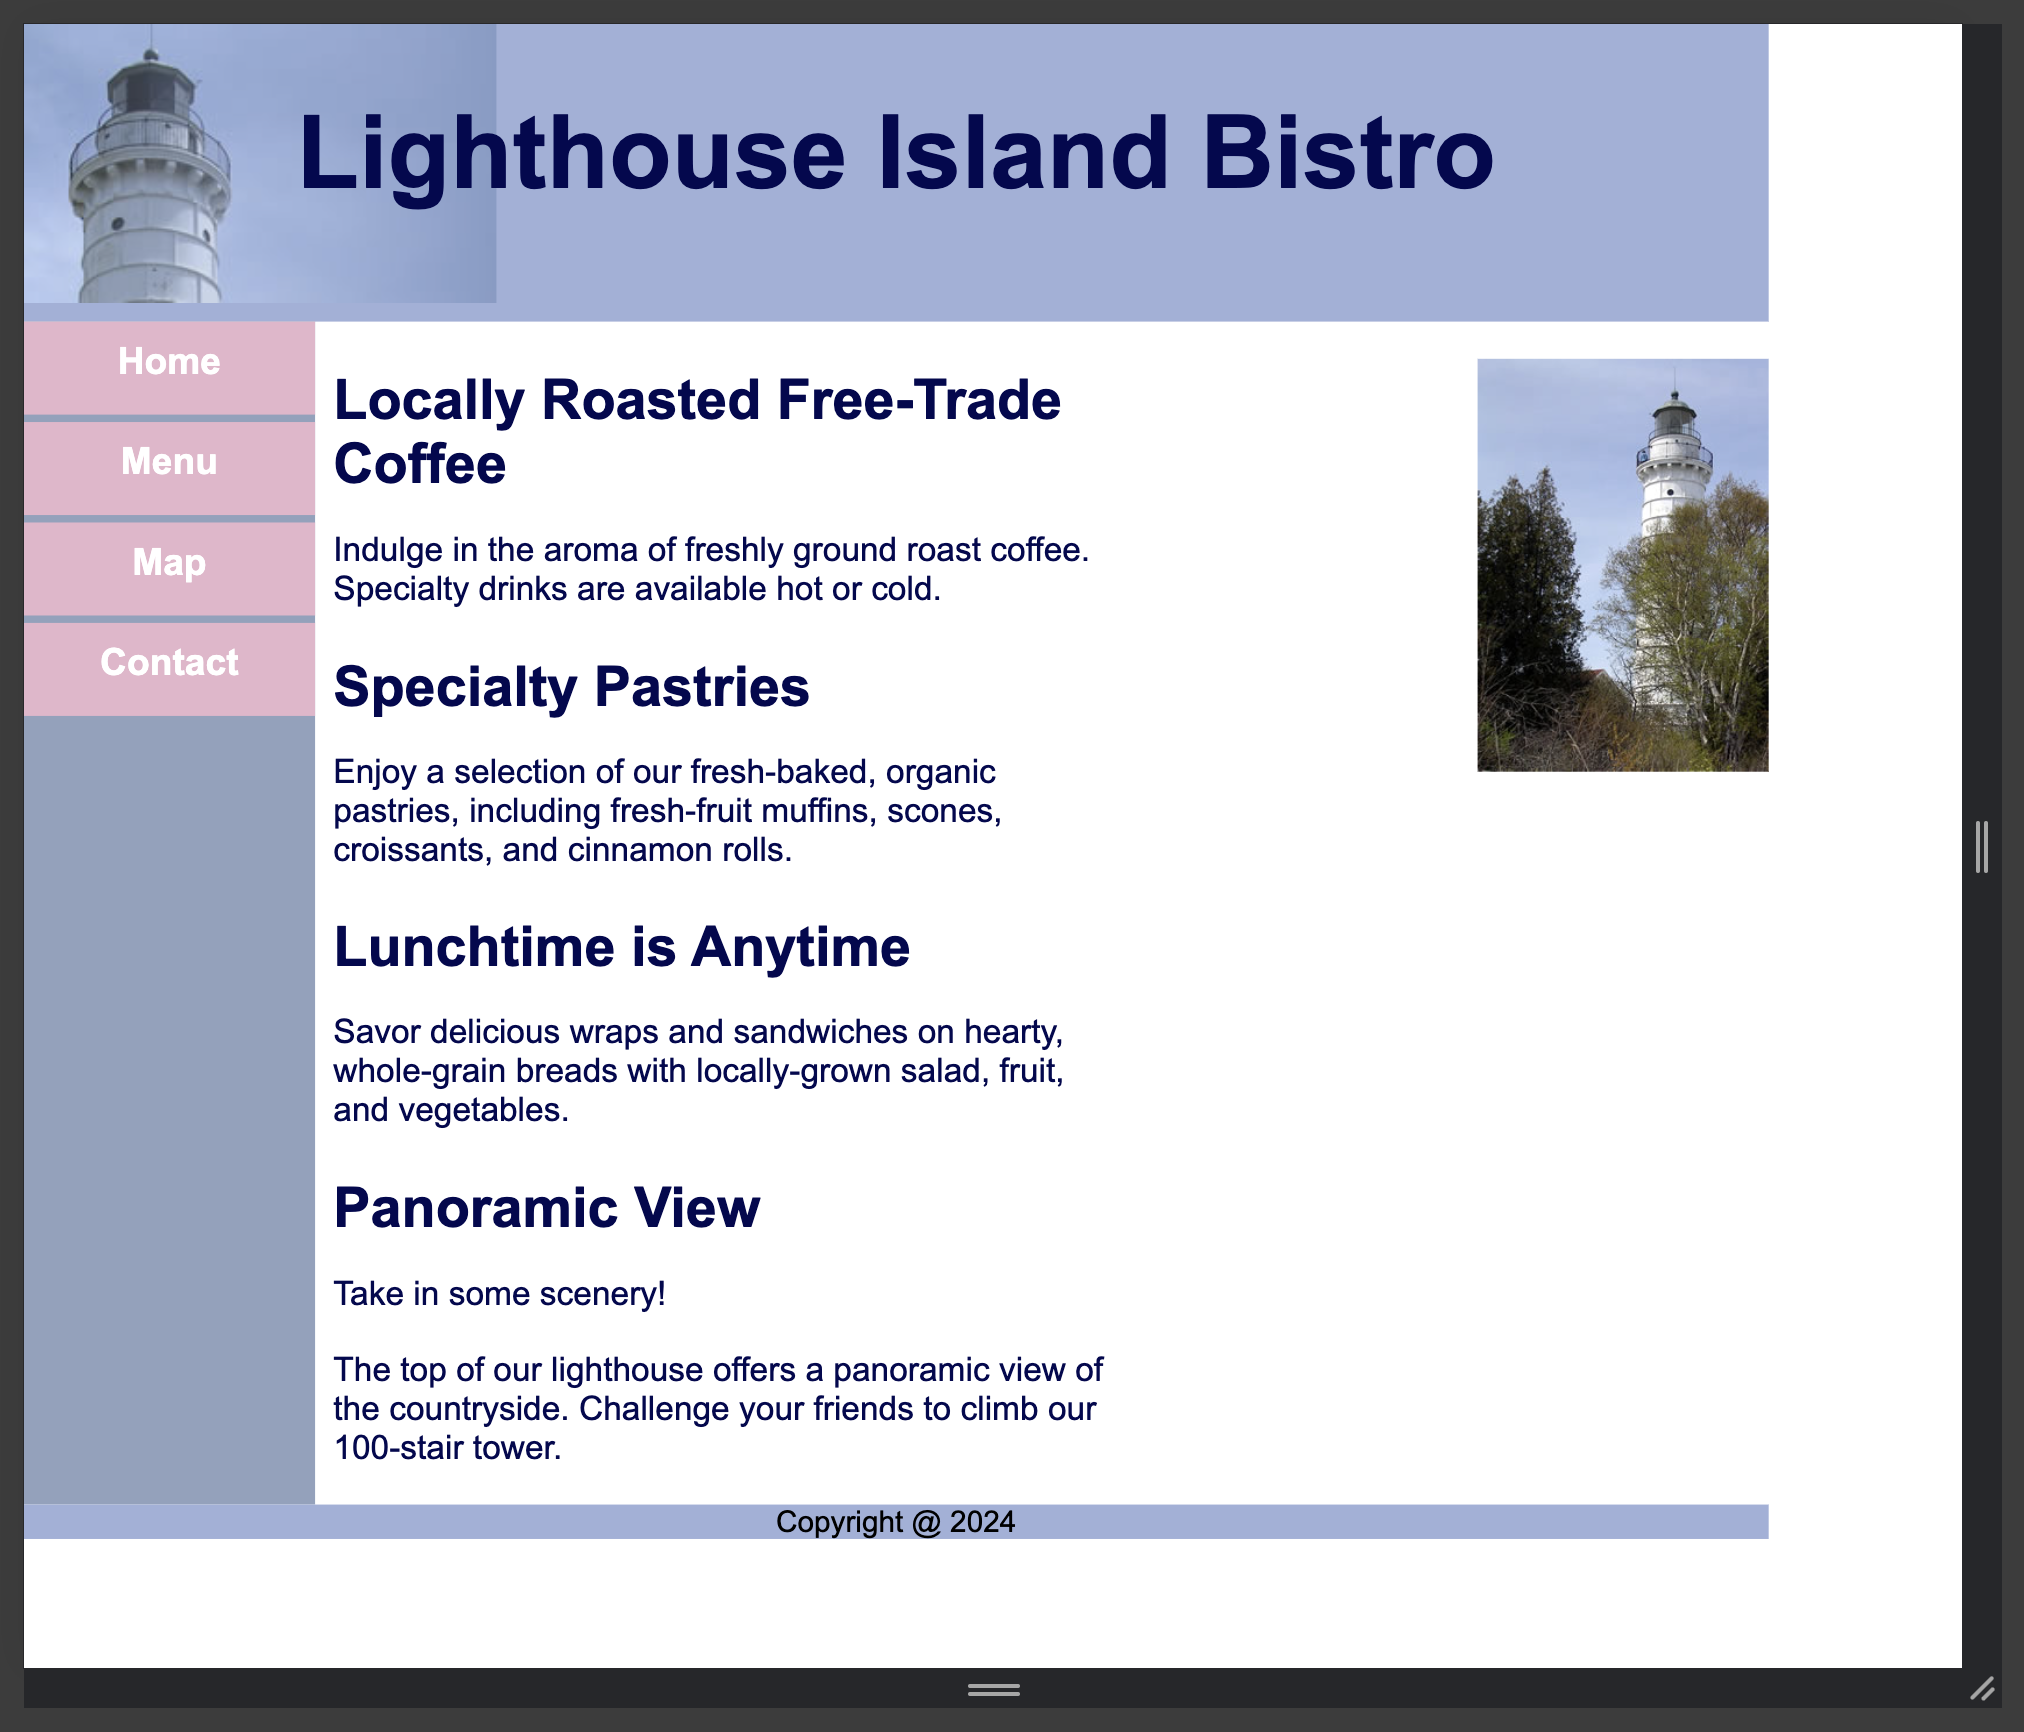 Lighthouse Island Bistro
Home
Menu
Map
Contact
Locally Roasted Free-Trade
Coffee
Indulge in the aroma of freshly ground roast coffee.
Specialty drinks are available hot or cold.
Specialty Pastries
Enjoy a selection of our fresh-baked, organic
pastries, including fresh-fruit muffins, scones,
croissants, and cinnamon rolls.
Lunchtime is Anytime
Savor delicious wraps and sandwiches on hearty,
whole-grain breads with locally-grown salad, fruit,
and vegetables.
Panoramic View
Take in some scenery!
The top of our lighthouse offers a panoramic view of
the countryside. Challenge your friends to climb our
100-stair tower.
Copyright @ 2024